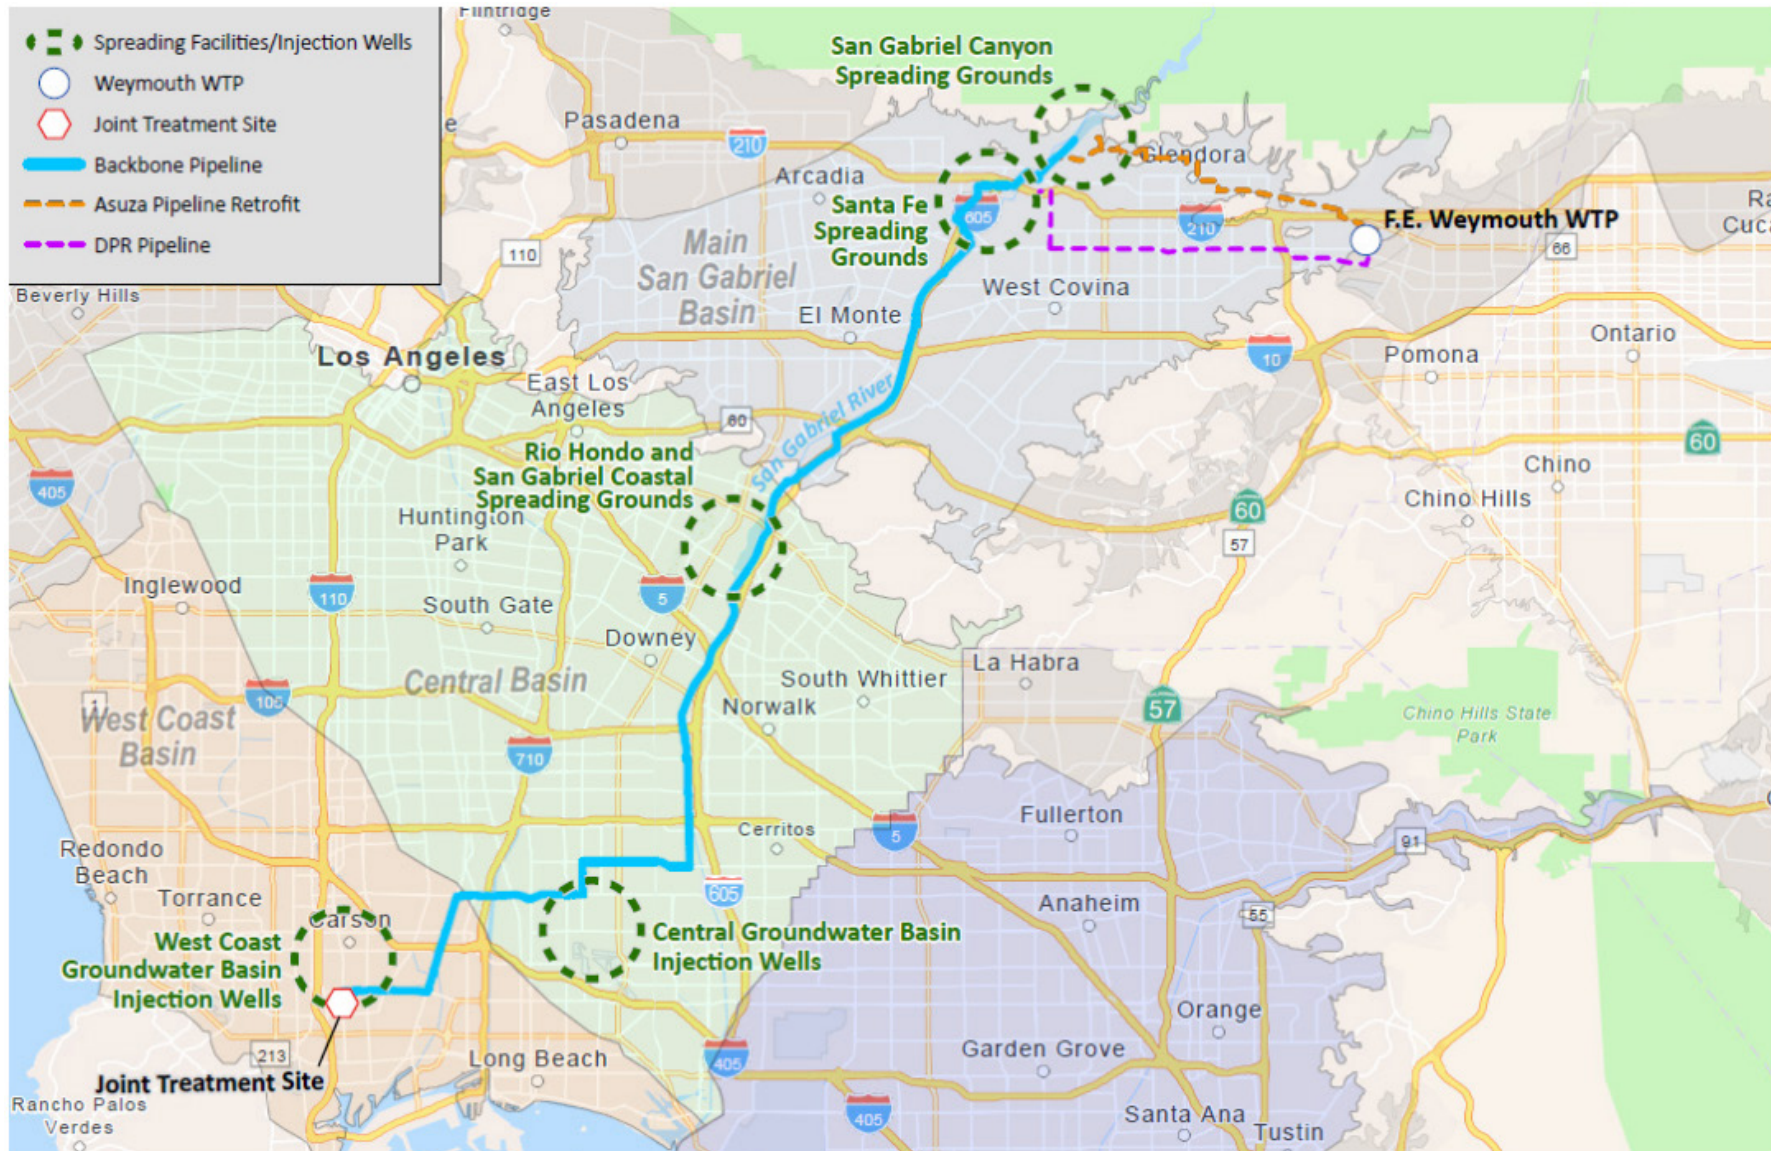 Spreading Facilities/Injection Wells
Weymouth WTP
Joint Treatment Site
Backbone Pipeline
Asuza Pipeline Retrofit
DPR Pipeline
Flintridge
San Gabriel Canyon
Spreading Grounds
Pasadena
210
Arcadia
Glendora
Santa Fe
Spreading
Grounds
605
210
F.E. Weymouth WTP
Ra
Cuca
66
110
Main
San Gabriel
Basin
Beverly Hills
West Covina
El Monte
Ontario
Pomona
10
Los Angeles
East Los
Angeles
60
San Gabriel River
60
Rio Hondo and
San Gabriel Coastal
Spreading Grounds
405
Chino
Chino Hills
60
57
Huntington
Park
Inglewood
110
South Gate
5
Downey
La Habra
South Whittier
Central Basin
Norwalk
1
West Coast
Basin
710
57
Chino Hills State
Park
Fullerton
Cerritos
5
91
Redondo
Beach
Torrance
605
Carson
Anaheim
55
West Coast
Groundwater Basin
Injection Wells
Central Groundwater Basin
Injection Wells
Orange
213
Long Beach
405
Garden Grove
Joint Treatment Site
Rancho Palos
Verdes
405
Santa Ana
Tustin